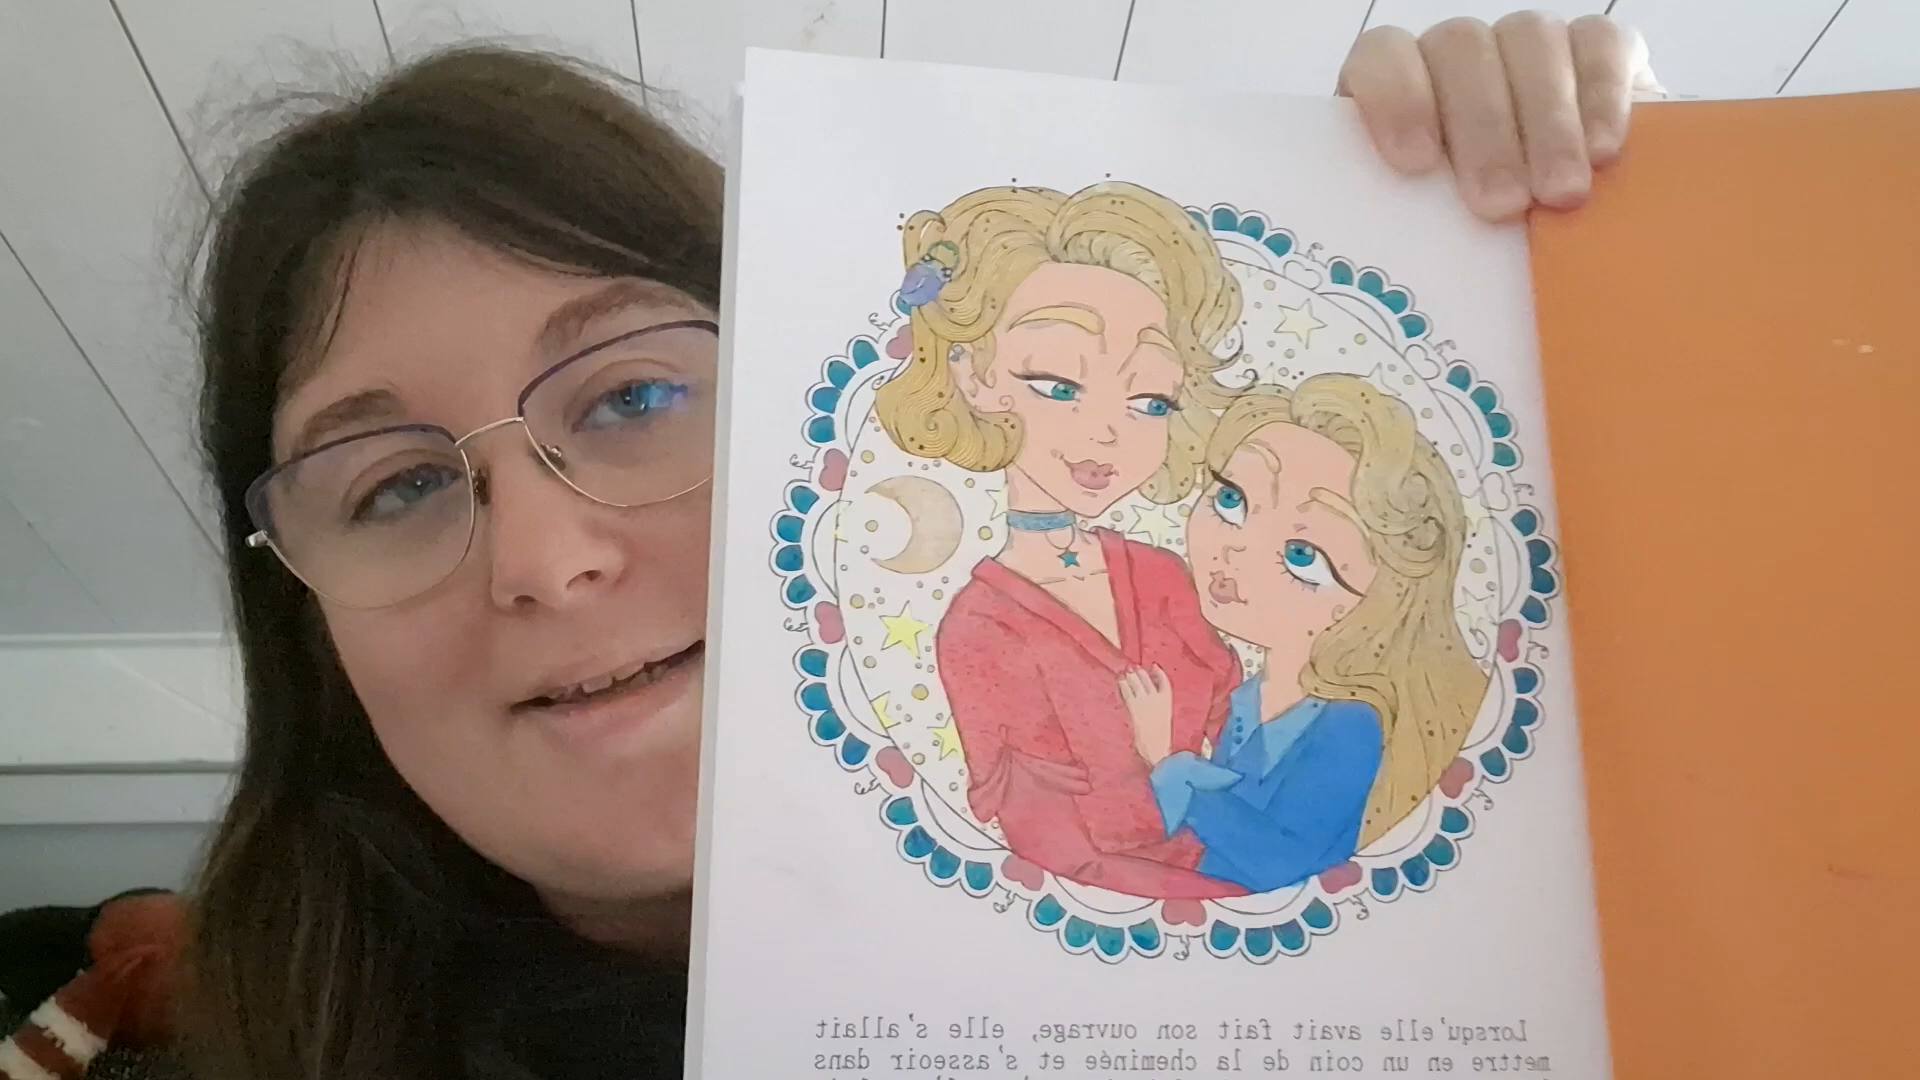 Lorsqu'elle avait fait son ouvrage, elle s'allait
mettre en un coin de la cheminée et s'asseoir dans